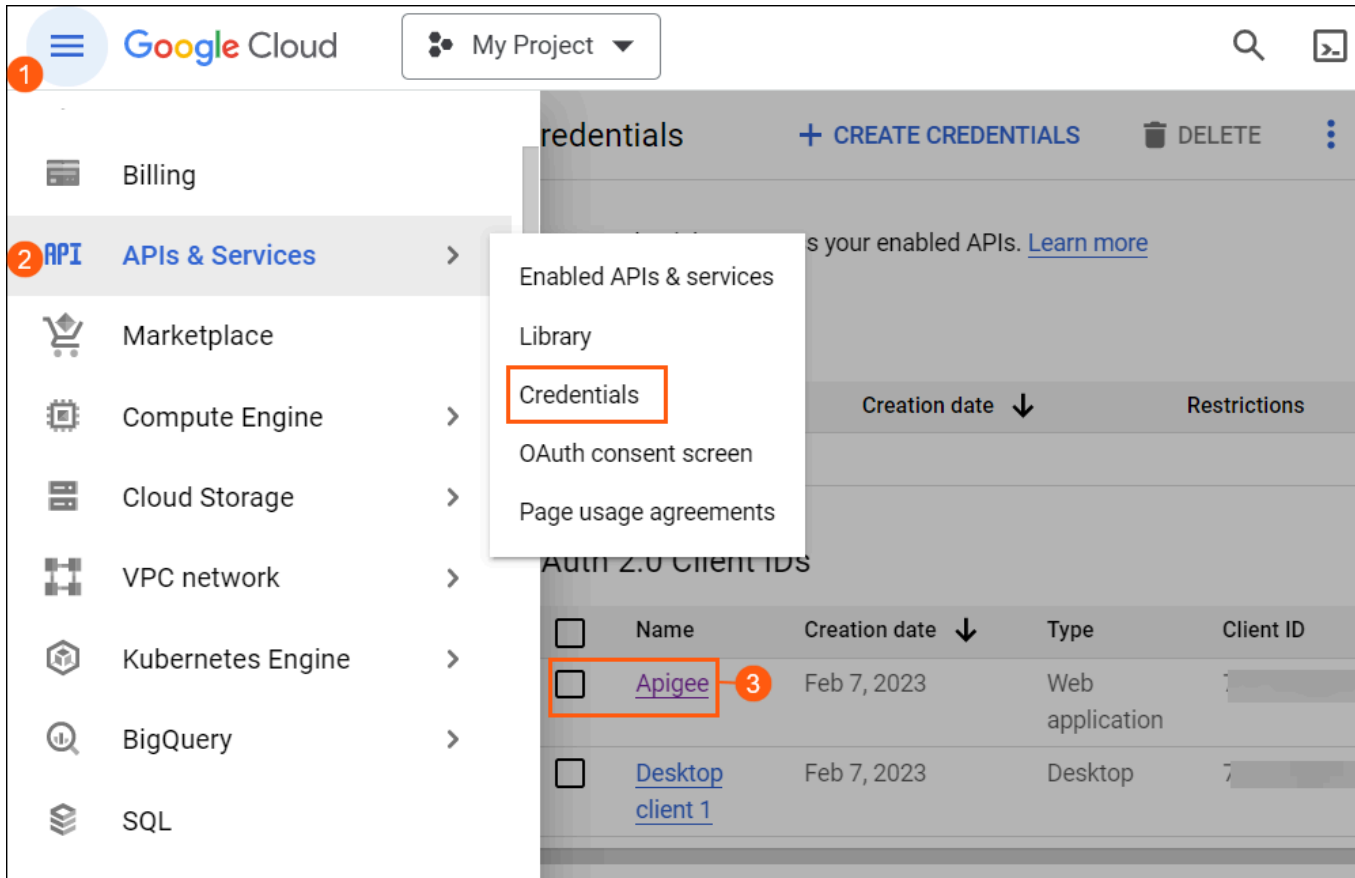 Google Cloud
My Project
1
redentials
+ CREATE CREDENTIALS
DELETE
Billing
2
API
APIs & Services
s your enabled APIs. Learn more
Enabled APIs & services
Library
Credentials
OAuth consent screen
Page usage agreements
Marketplace
Compute Engine
Cloud Storage
VPC network
Kubernetes Engine
BigQuery
SQL
Creation date
Restrictions
Auth 2.0 Client IDs
Name
Creation date
Type
Client ID
Apigee
3
Feb 7, 2023
Web
application
Desktop
client 1
Feb 7, 2023
Desktop
7